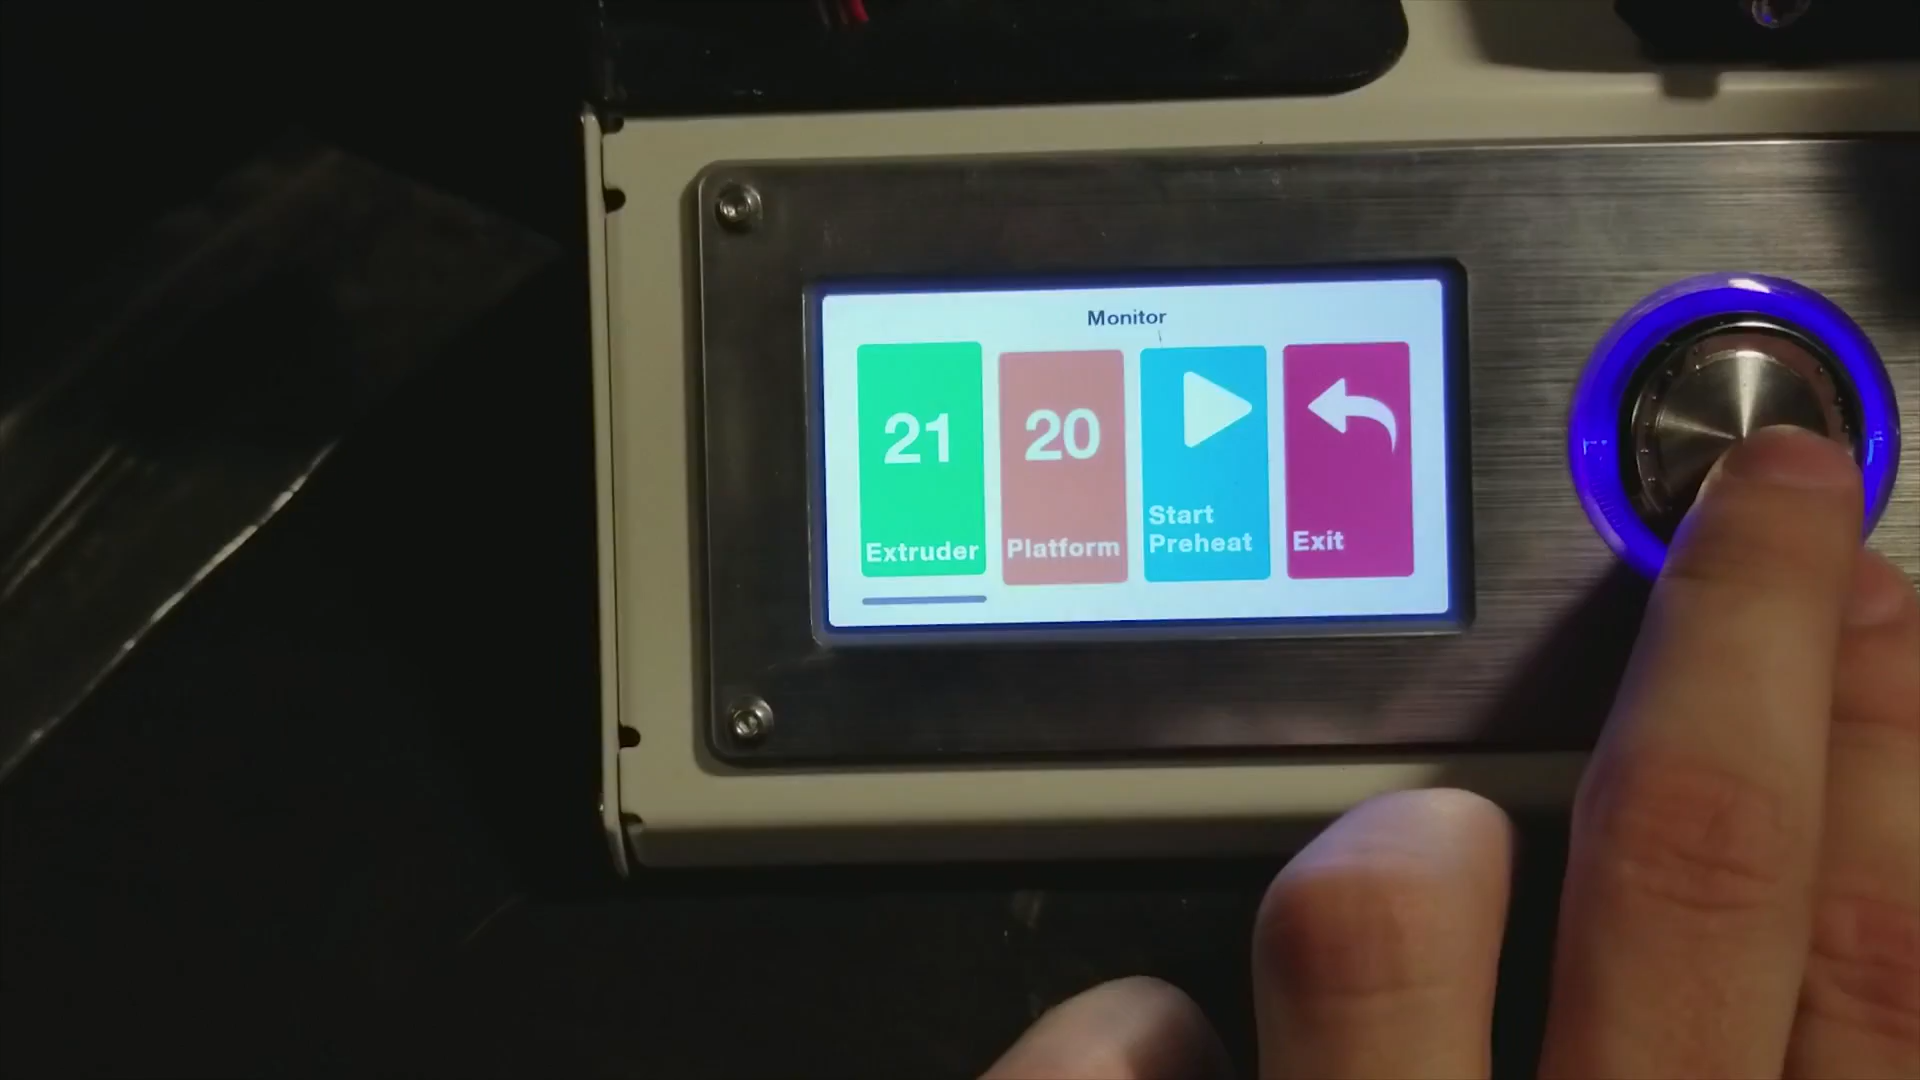 Monitor
21
Extruder
20
Platform
Start
Preheat
Exit